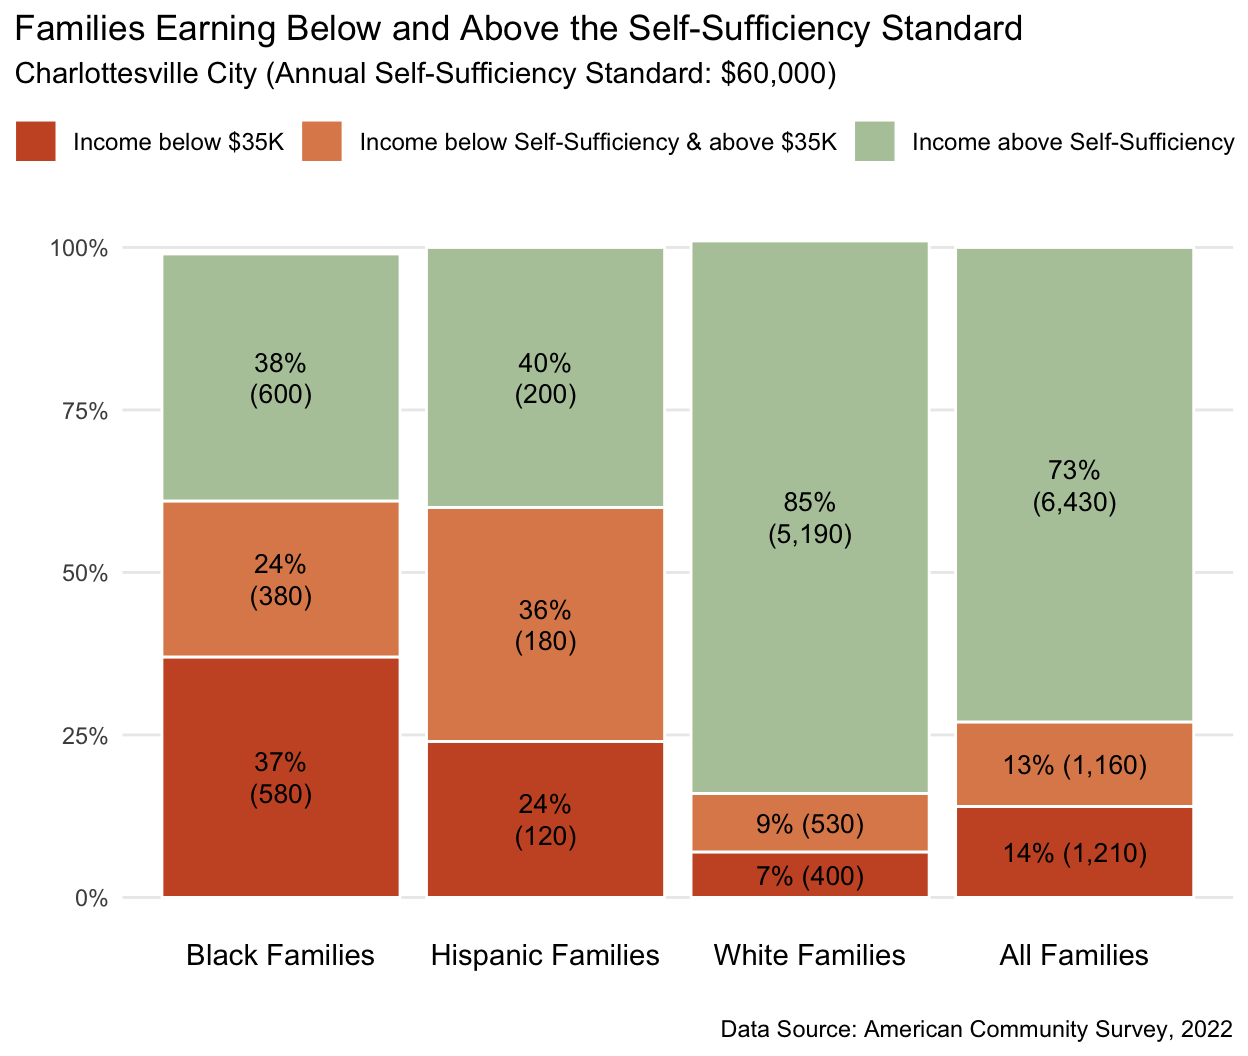 Families Earning Below and Above the Self-Sufficiency Standard
Charlottesville City (Annual Self-Sufficiency Standard: $60,000)
Income below $35K
Income below Self-Sufficiency & above $35K
Income above Self-Sufficiency
100%
75%
50%
25%
0%
38%
(600)
24%
(380)
37%
(580)
40%
(200)
36%
(180)
24%
(120)
85%
(5,190)
9% (530)
7% (400)
73%
(6,430)
13% (1,160)
14% (1,210)
Black Families
Hispanic Families
White Families
All Families
Data Source: American Community Survey, 2022